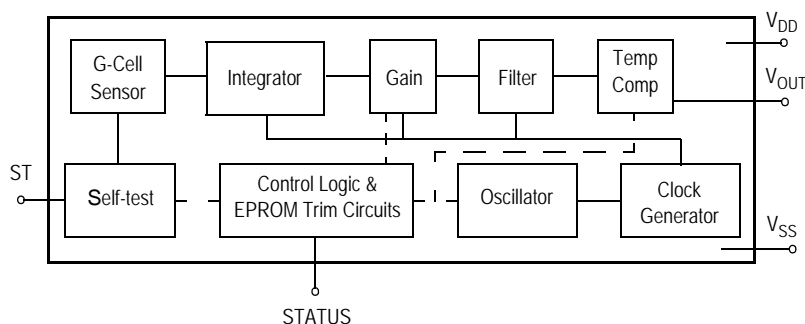 V_DD
G-Cell
Sensor
Integrator
Gain
Filter
Temp
Comp
V_OUT
ST
Self-test
Control Logic &
EPROM Trim Circuits
Oscillator
Clock
Generator
V_SS
STATUS